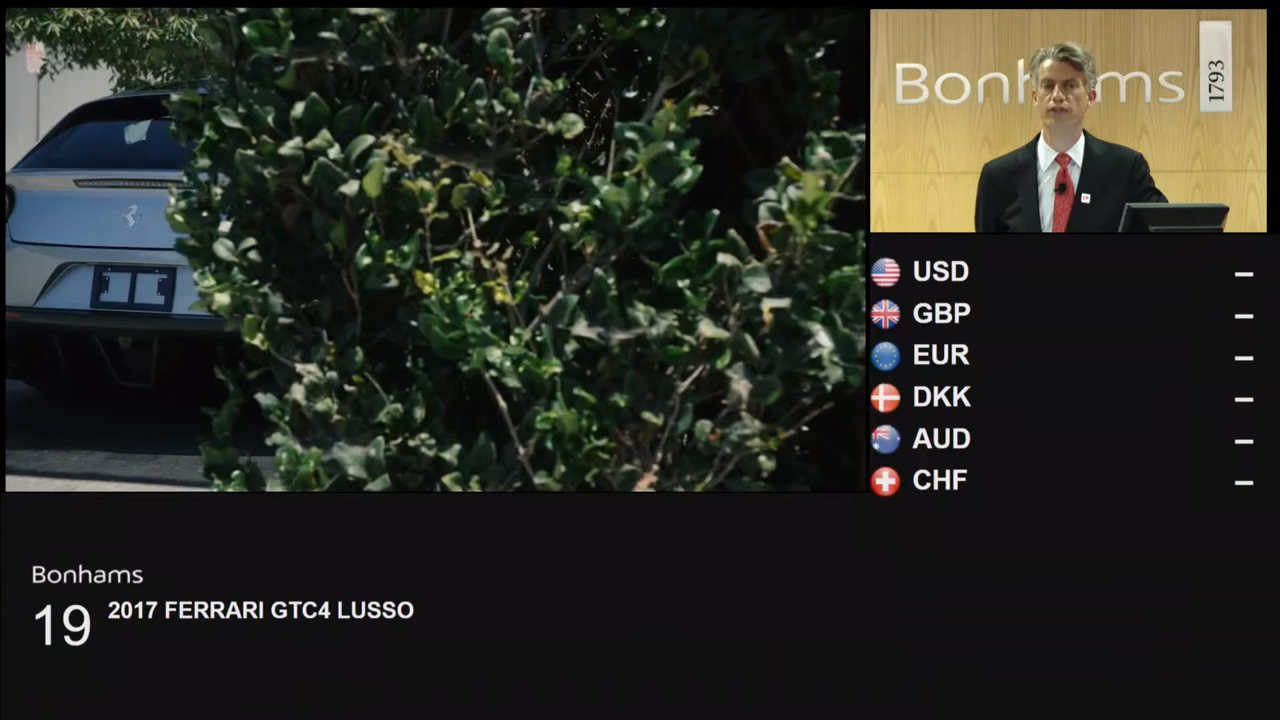 Bonhams
1793
USD –
GBP –
EUR –
DKK –
AUD –
CHF –
Bonhams
19
2017 FERRARI GTC4 LUSSO